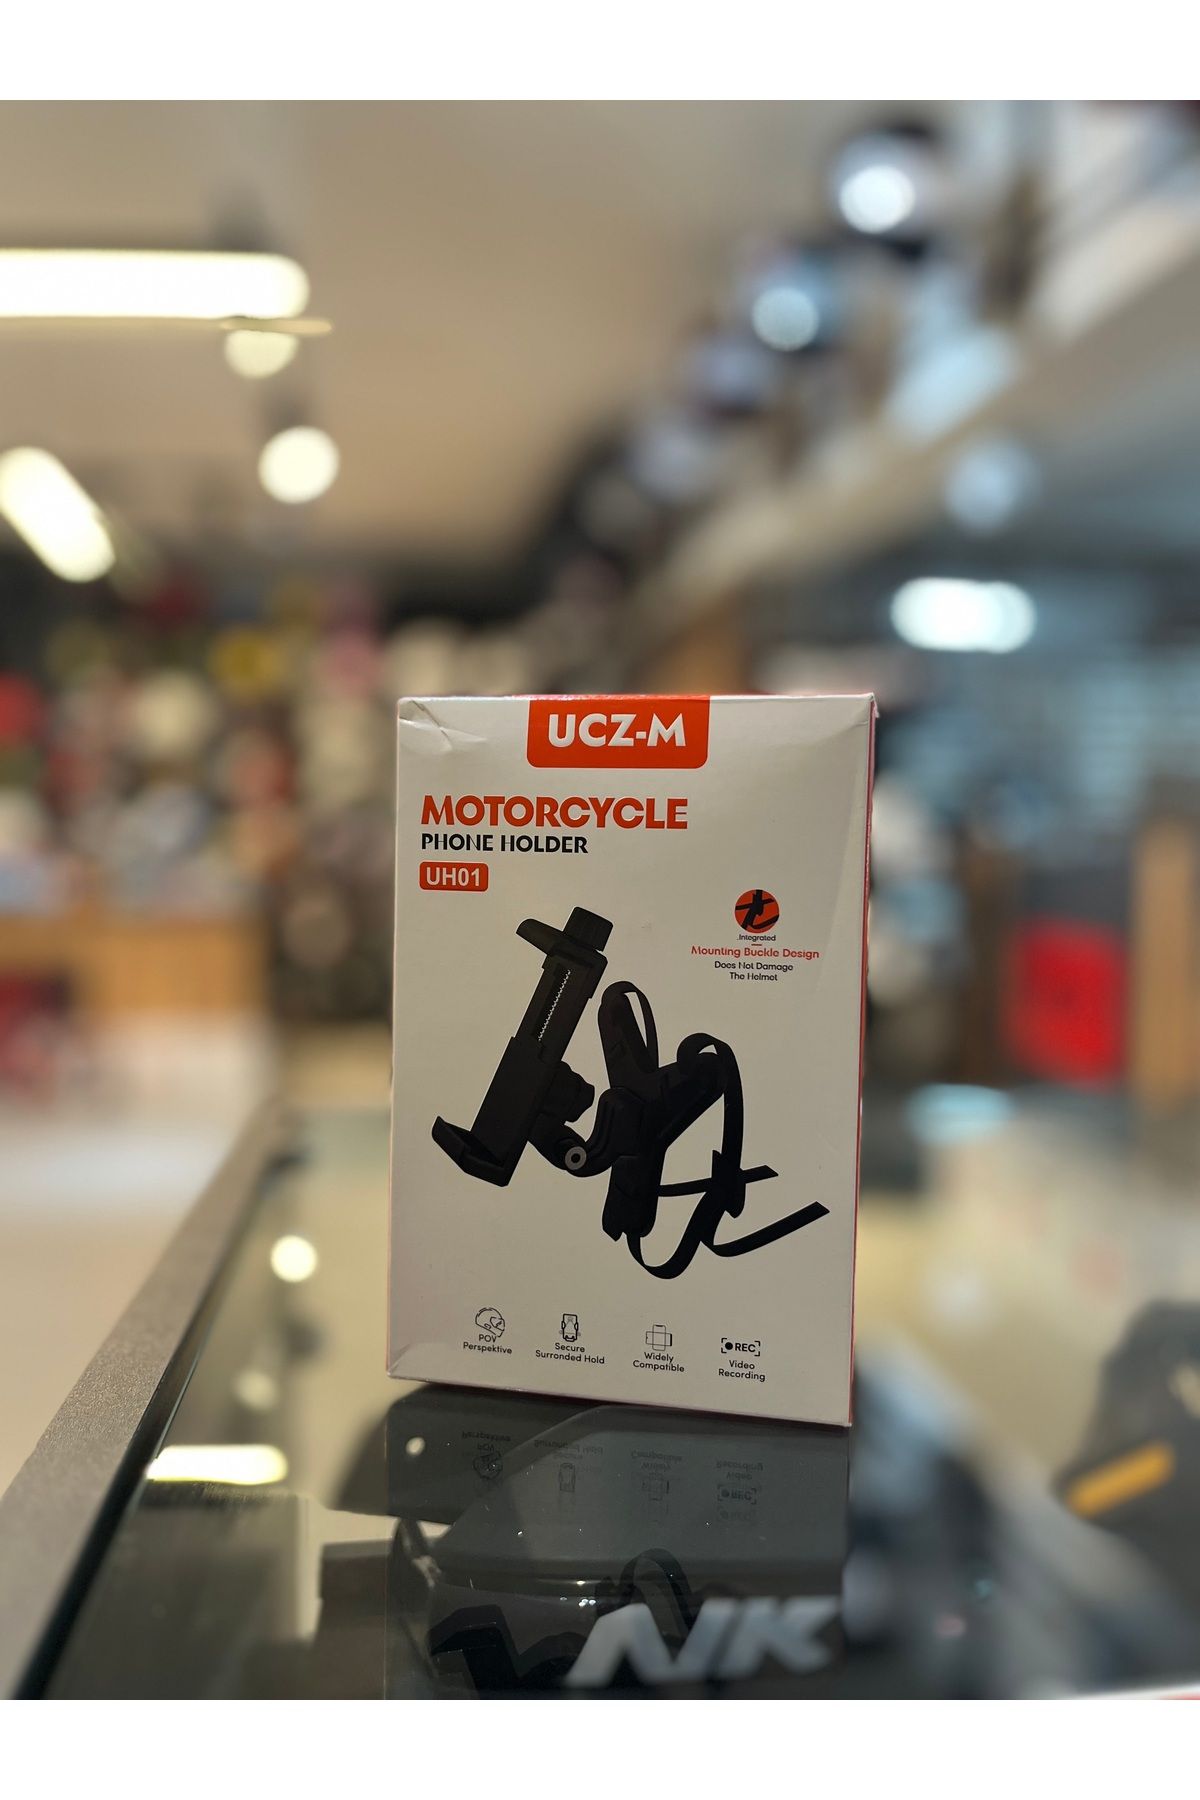 UCZ-M
MOTORCYCLE
PHONE HOLDER
UH01
Integrated
Mounting Buckle Design
Does Not Damage
The Helmet
POV
Perspektive
Secure
Surronded Hold
Widely
Compatible
REC
Video
Recording